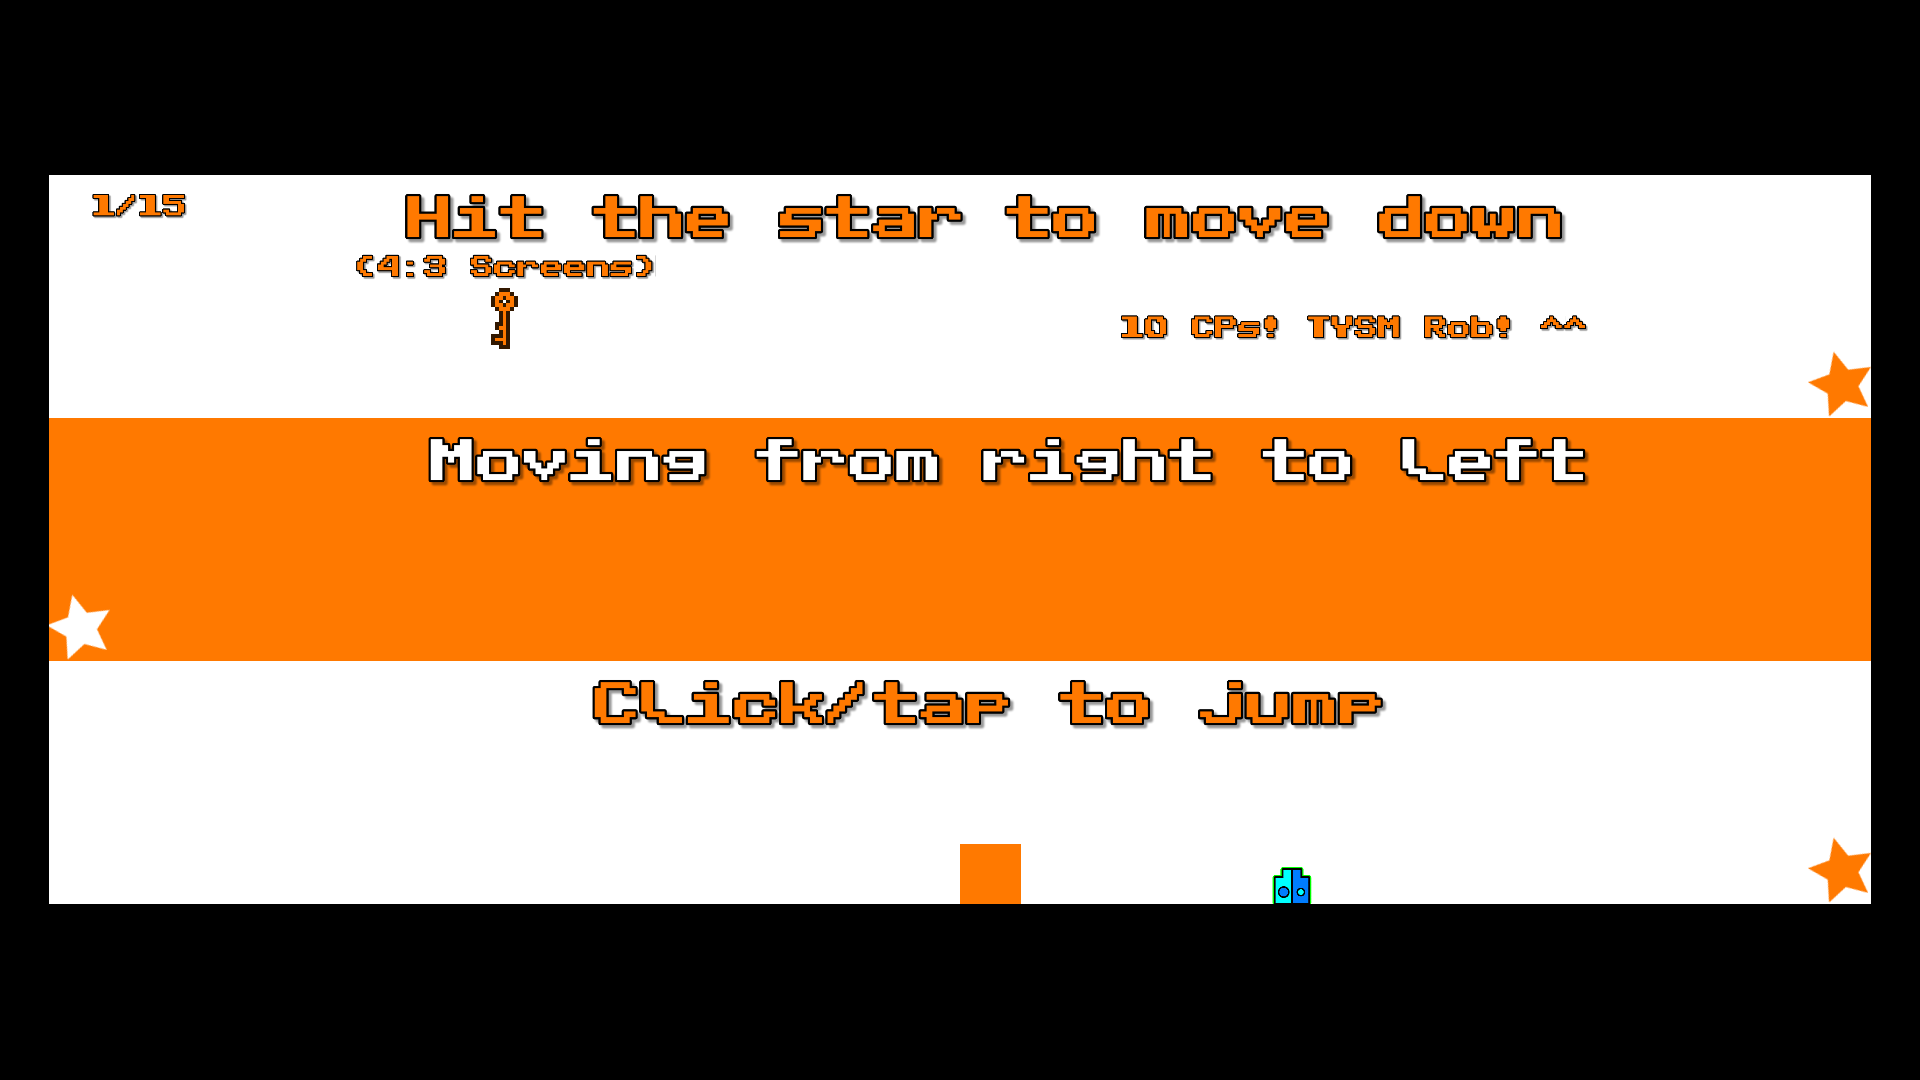 1/15
Hit the star to move down
(4:3 Screens)
10 CPs! TYSM Rob! ^^
Moving from right to left
Click/tap to jump